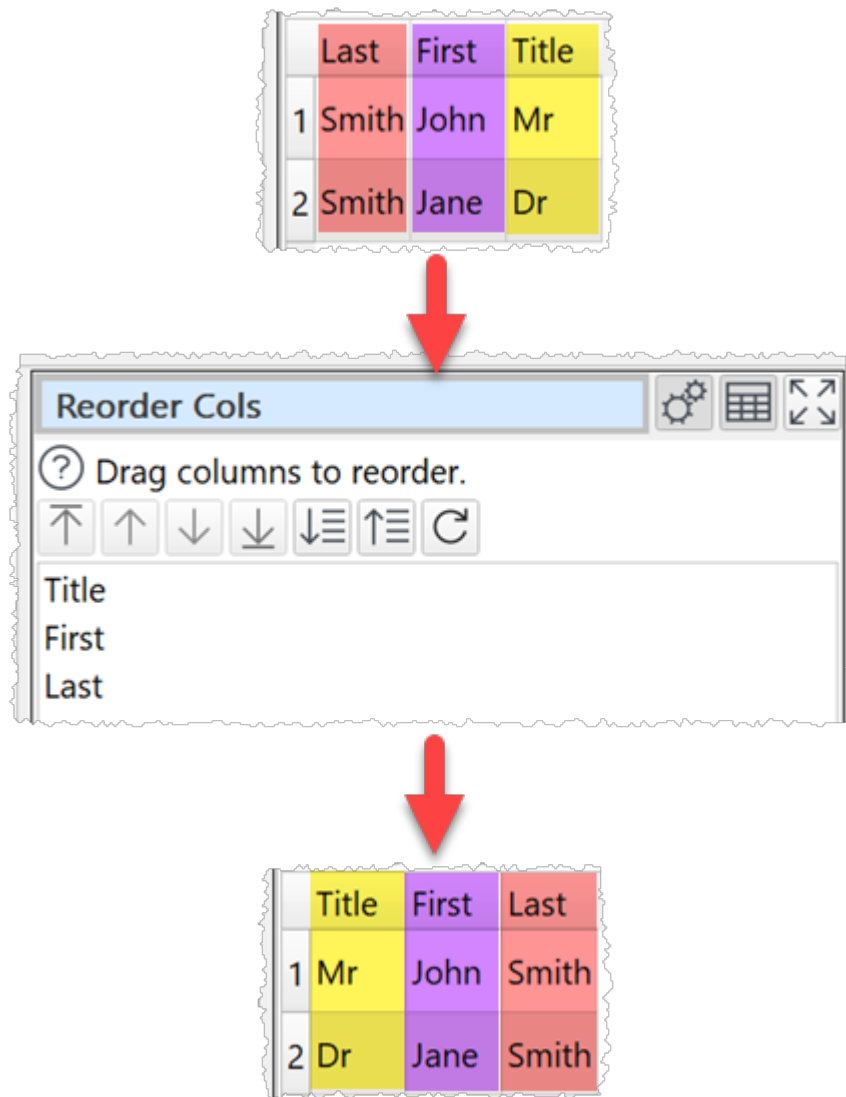 Last First Title
1 Smith John Mr
2 Smith Jane Dr
Reorder Cols
? Drag columns to reorder.
Title
First
Last
Title First Last
1 Mr John Smith
2 Dr Jane Smith